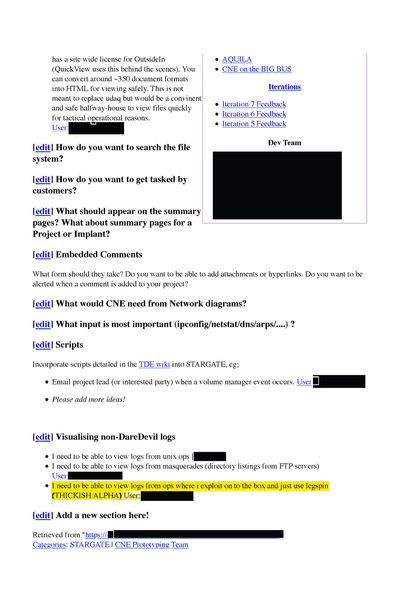 has a site wide license for OutsideIn
(QuickView uses this behind the scenes). You
can convert around ~350 document formats
into HTML for viewing safely. This is not
meant to replace udaq but would be a convinent
and safe halfway-house to view files quickly
for tactical operational reasons.
User
AQUILA
CNE on the BIG BUS
Iterations
Iteration 7 Feedback
Iteration 6 Feedback
Iteration 5 Feedback
Dev Team
[edit] How do you want to search the file
system?
[edit] How do you want to get tasked by
customers?
[edit] What should appear on the summary
pages? What about summary pages for a
Project or Implant?
[edit] Embedded Comments
What form should they take? Do you want to be able to add attachments or hyperlinks. Do you want to be
alerted when a comment is added to your project?
[edit] What would CNE need from Network diagrams?
[edit] What input is most important (ipconfig/netstat/dns/arps/....) ?
[edit] Scripts
Incorporate scripts detailed in the TDE wiki into STARGATE, eg;
Email project lead (or interested party) when a volume manager event occurs. User
Please add more ideas!
[edit] Visualising non-DareDevil logs
I need to be able to view logs from unix ops [
I need to be able to view logs from masquerades (directory listings from FTP servers)
User
I need to be able to view logs from ops where i exploit on to the box and just use legspin
(THICKISH ALPHA) User:
[edit] Add a new section here!
Retrieved from "https://
Categories: STARGATE | CNE Prototyping Team